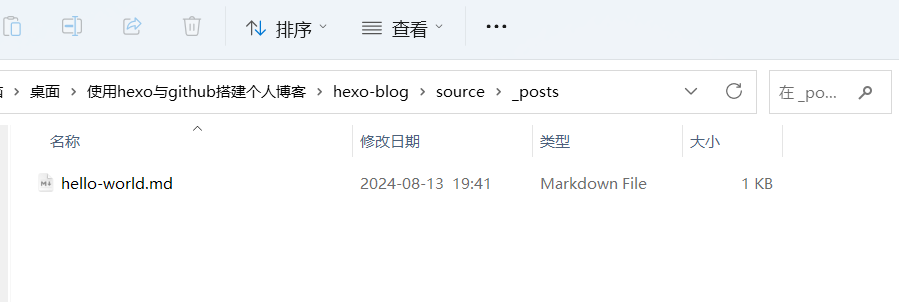 排序 查看 ···
桌面 > 使用hexo与github搭建个人博客 > hexo-blog > source > _posts 在 _po...
名称 修改日期 类型 大小
hello-world.md 2024-08-13 19:41 Markdown File 1 KB